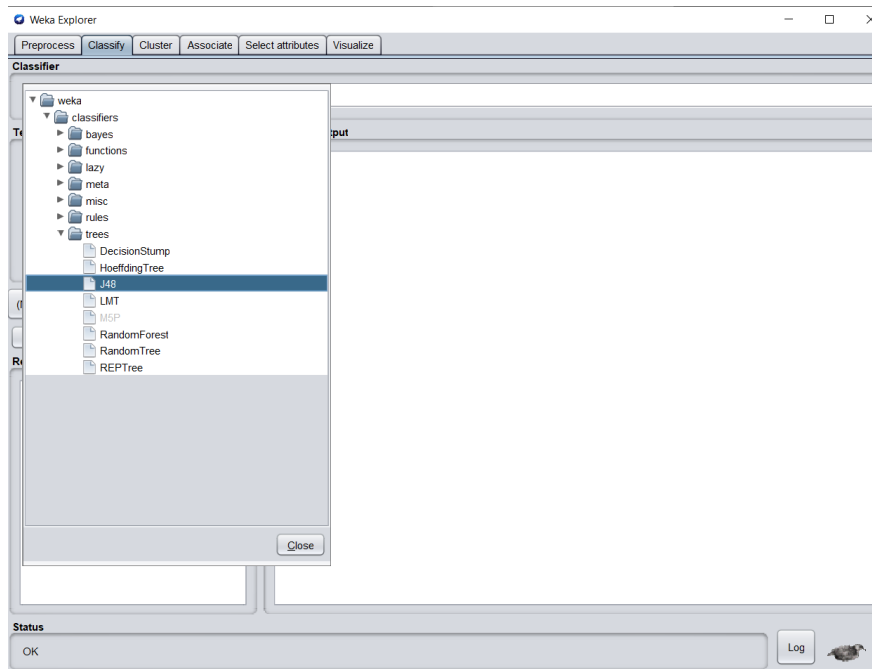 Weka Explorer
Preprocess Classify Cluster Associate Select attributes Visualize
Classifier
weka
classifiers
bayes
functions
lazy
meta
misc
rules
trees
DecisionStump
HoeffdingTree
J48
LMT
M5P
RandomForest
RandomTree
REPTree
Close
Status
OK
Log